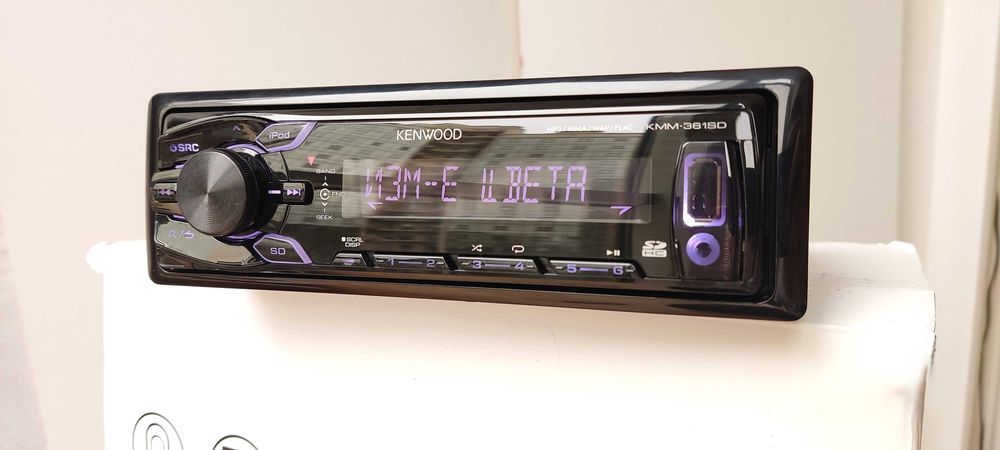 iPod
KENWOOD
MP3 / WMA / WAV / FLAC
KMM-361SD
SRC
BAND
ИЗМ-Е ЦВЕТА
SEEK
SCRL
DISP
SD
1 2 3 4 5 6
SD
HC